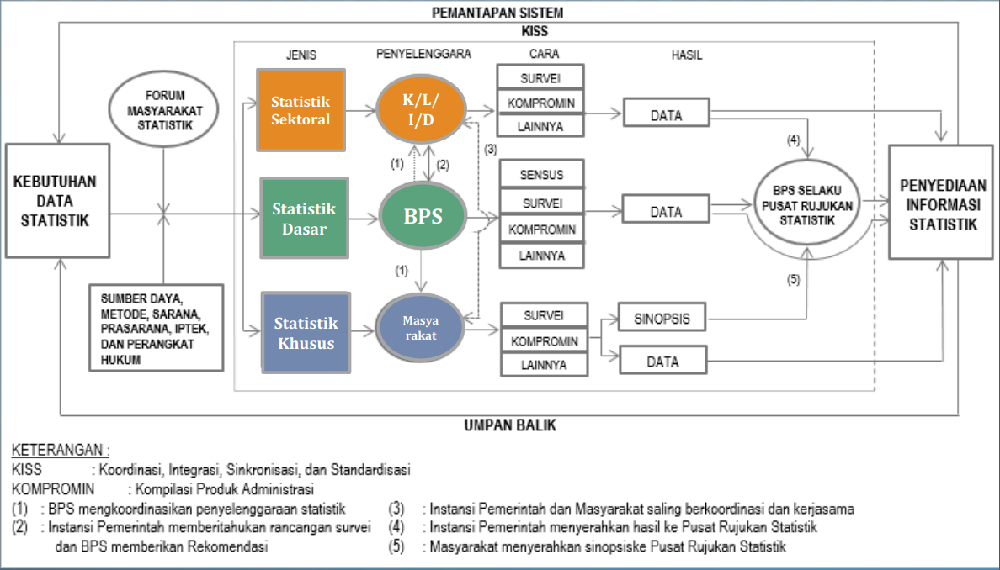 PEMANTAPAN SISTEM
KISS
JENIS
PENYELENGGARA
CARA
HASIL
FORUM
MASYARAKAT
STATISTIK
KEBUTUHAN
DATA
STATISTIK
SUMBER DAYA,
METODE, SARANA,
PRASARANA, IPTEK,
DAN PERANGKAT
HUKUM
Statistik
Sektoral
K/L/
I/D
SURVEI
KOMPROMIN
LAINNYA
DATA
(1)
(2)
(3)
(4)
Statistik
Dasar
BPS
SENSUS
SURVEI
KOMPROMIN
LAINNYA
DATA
BPS SELAKU
PUSAT RUJUKAN
STATISTIK
PENYEDIAAN
INFORMASI
STATISTIK
(1)
(5)
Statistik
Khusus
Masya
rakat
SURVEI
KOMPROMIN
LAINNYA
SINOPSIS
DATA
UMPAN BALIK
KETERANGAN :
KISS : Koordinasi, Integrasi, Sinkronisasi, dan Standardisasi
KOMPROMIN : Kompilasi Produk Administrasi
(1) : BPS mengkoordinasikan penyelenggaraan statistik
(2) : Instansi Pemerintah memberitahukan rancangan survei
dan BPS memberikan Rekomendasi
(3) : Instansi Pemerintah dan Masyarakat saling berkoordinasi dan kerjasama
(4) : Instansi Pemerintah menyerahkan hasil ke Pusat Rujukan Statistik
(5) : Masyarakat menyerahkan sinopsiske Pusat Rujukan Statistik